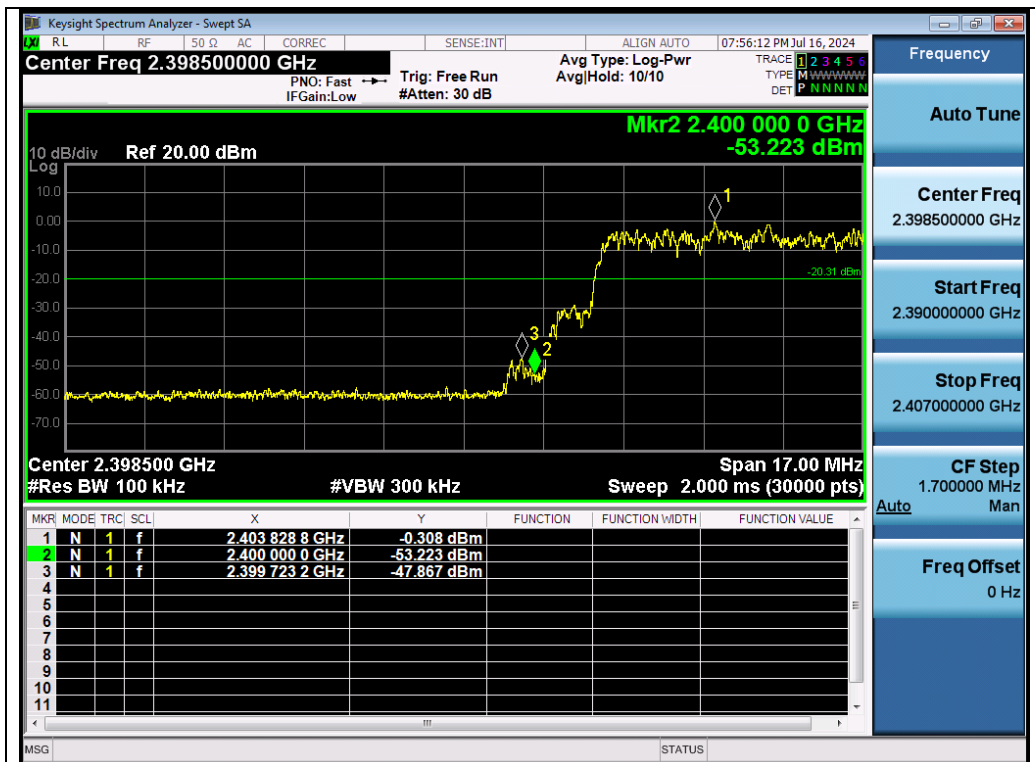 Keysight Spectrum Analyzer - Swept SA
LXI RL RF 50 Ω AC CORREC SENSE:INT ALIGN AUTO 07:56:12 PM Jul 16, 2024
Center Freq 2.398500000 GHz
PNO: Fast
IFGain:Low
Trig: Free Run
#Atten: 30 dB
Avg Type: Log-Pwr
Avg|Hold: 10/10
TRACE 1 2 3 4 5 6
TYPE M WWWWW
DET P N N N N N
Mkr2 2.400 000 0 GHz
-53.223 dBm
10 dB/div Ref 20.00 dBm
Log
10.0
0.00
-10.0
-20.0
-30.0
-40.0
-50.0
-60.0
-70.0
1
-20.31 dBm
3
2
Center 2.398500 GHz Span 17.00 MHz
#Res BW 100 kHz #VBW 300 kHz Sweep 2.000 ms (30000 pts)
MKR MODE TRC SCL X Y FUNCTION FUNCTION WIDTH FUNCTION VALUE
1 N 1 f 2.403 828 8 GHz -0.308 dBm
2 N 1 f 2.400 000 0 GHz -53.223 dBm
3 N 1 f 2.399 723 2 GHz -47.867 dBm
4
5
6
7
8
9
10
11
MSG STATUS
Frequency
Auto Tune
Center Freq
2.398500000 GHz
Start Freq
2.390000000 GHz
Stop Freq
2.407000000 GHz
CF Step
1.700000 MHz
Auto Man
Freq Offset
0 Hz